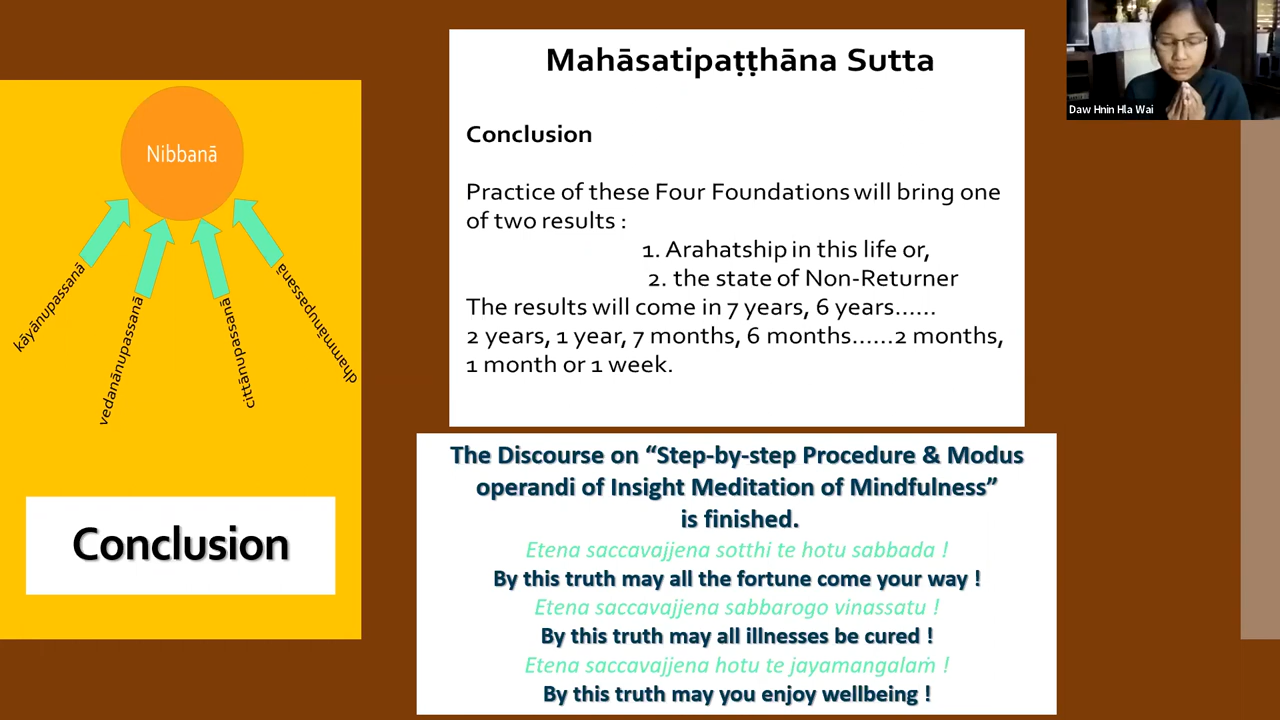 Nibbanā
kāyānupassanā
vedanānupassanā
cittānupassanā
dhammānupassanā
Conclusion
Mahāsatipaṭṭhāna Sutta
Conclusion
Practice of these Four Foundations will bring one
of two results :
1. Arahatship in this life or,
2. the state of Non-Returner
The results will come in 7 years, 6 years......
2 years, 1 year, 7 months, 6 months......2 months,
1 month or 1 week.
The Discourse on “Step-by-step Procedure & Modus
operandi of Insight Meditation of Mindfulness”
is finished.
Etena saccavajjena sotthi te hotu sabbada !
By this truth may all the fortune come your way !
Etena saccavajjena sabbarogo vinassatu !
By this truth may all illnesses be cured !
Etena saccavajjena hotu te jayamangalaṁ !
By this truth may you enjoy wellbeing !
Daw Hnin Hla Wai